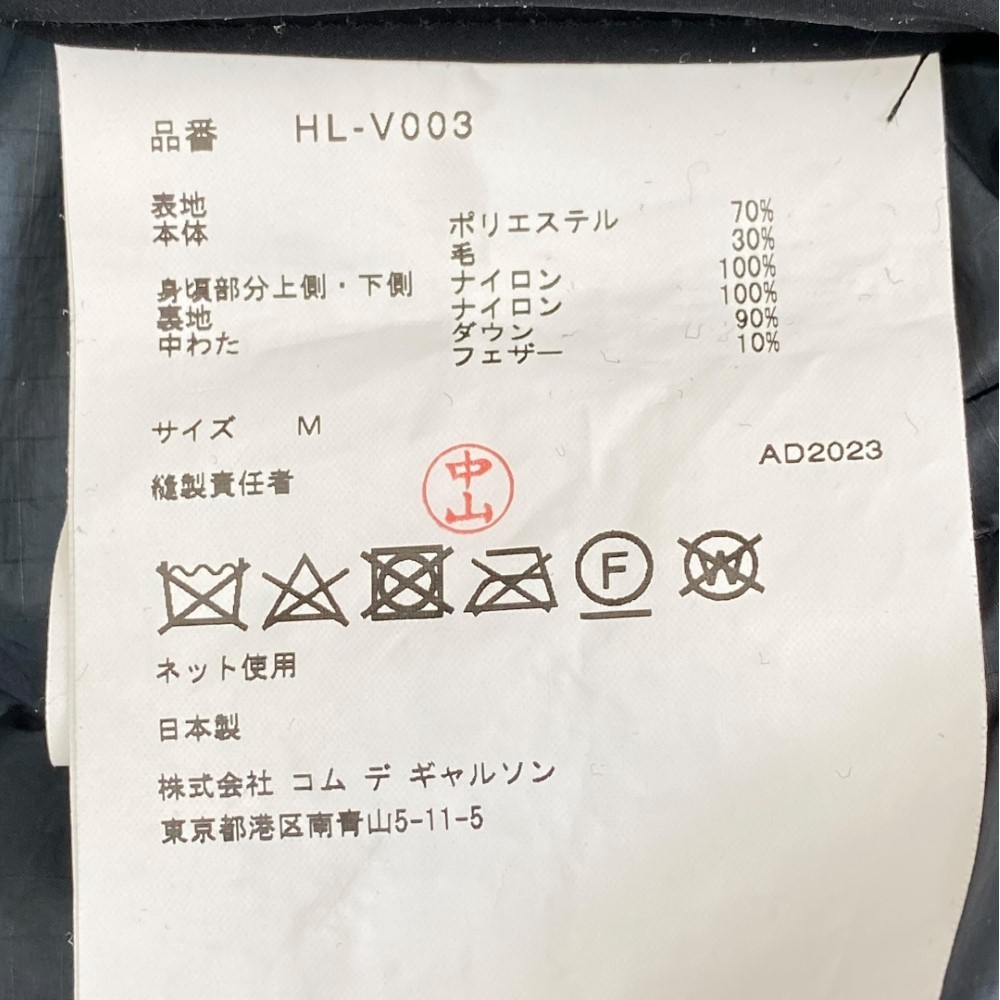 品番 HL-V003
表地
本体 ポリエステル 70%
毛 30%
身頃部分上側・下側 ナイロン 100%
裏地 ナイロン 100%
中わた ダウン 90%
フェザー 10%
サイズ M
AD2023
縫製責任者 中山
F
W
ネット使用
日本製
株式会社 コム デ ギャルソン
東京都港区南青山5-11-5